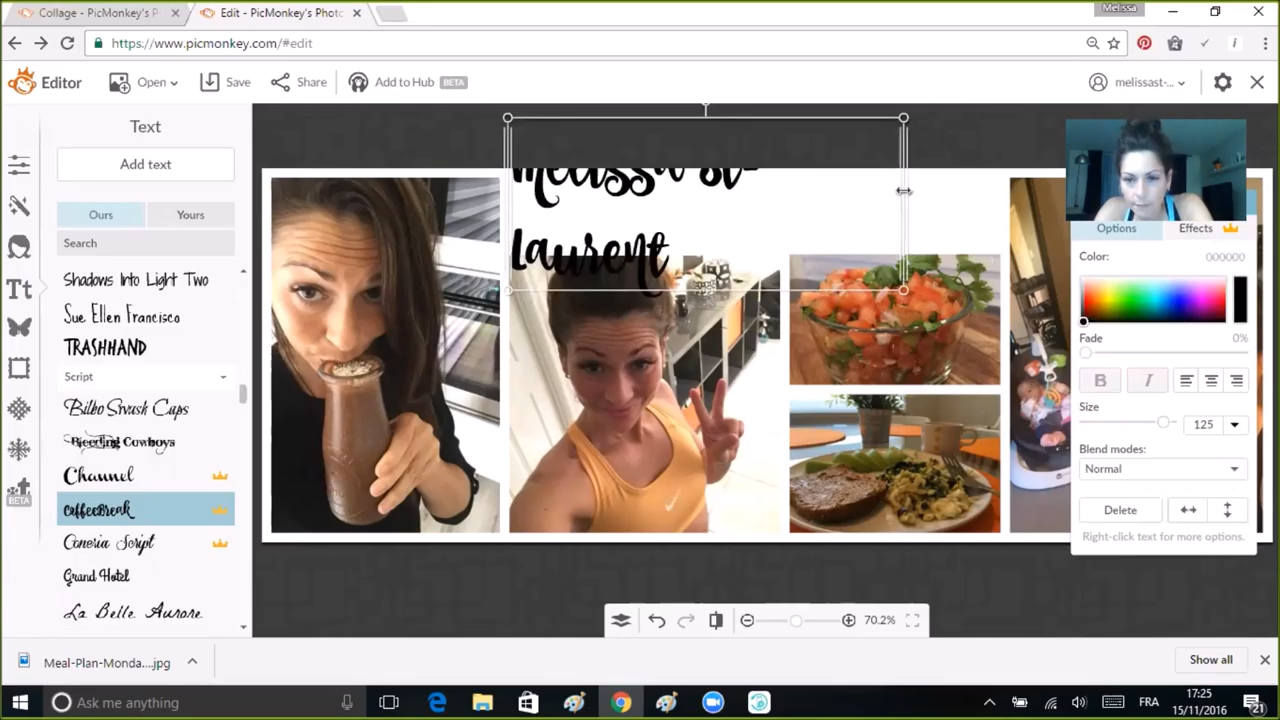 Collage - PicMonkey's P
Edit - PicMonkey's Photo
Melissa
https://www.picmonkey.com/#edit
Editor
Open
Save
Share
Add to Hub
BETA
melissast-
Text
Add text
Ours
Yours
Search
Shadows Into Light Two
Sue Ellen Francisco
TRASHHAND
Script
Bilbo Swash Caps
Bleeding Cowboys
Channel
CoffeeBreak
Coneria Script
Grand Hotel
La Belle Aurore
BETA
Melissa St-
Laurent
Options
Effects
Color:
000000
Fade
0%
B
I
Size
125
Blend modes:
Normal
Delete
Right-click text for more options.
70.2%
Meal-Plan-Monda....jpg
Show all
Ask me anything
FRA
17:25
15/11/2016
21